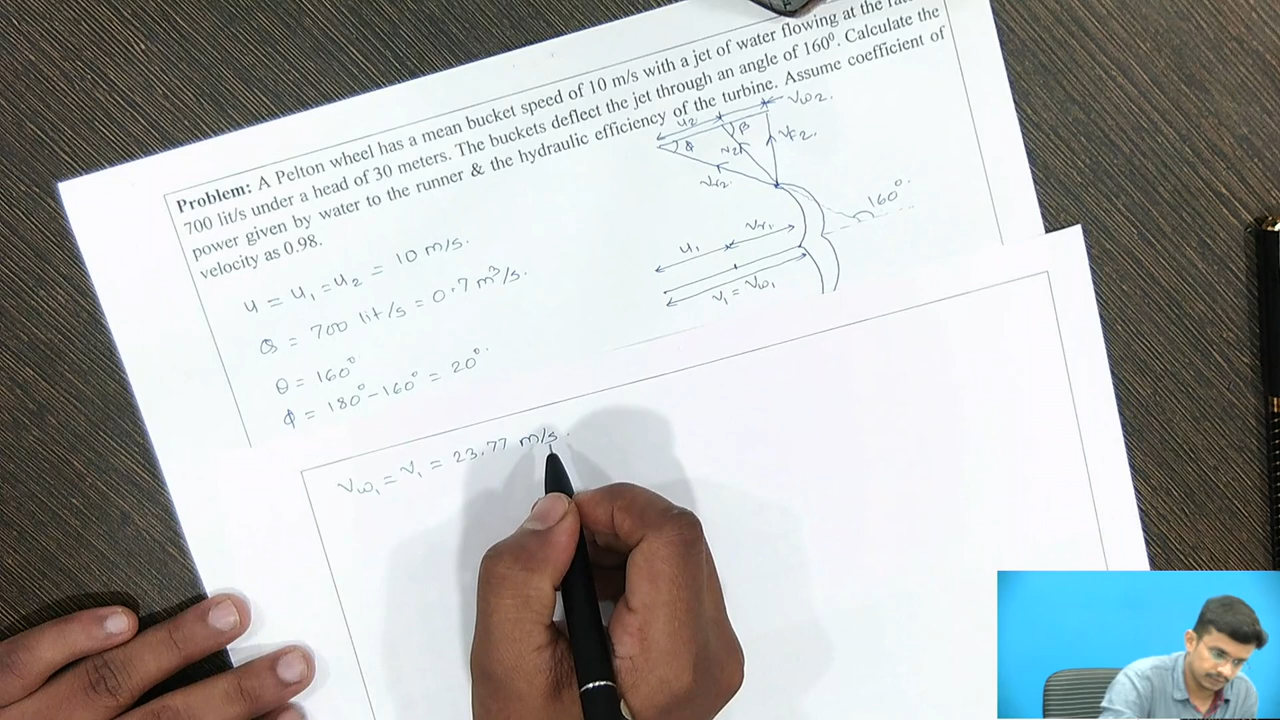 Problem: A Pelton wheel has a mean bucket speed of 10 m/s with a jet of water flowing at the
700 lit/s under a head of 30 meters. The buckets deflect the jet through an angle of 160⁰. Calculate the
power given by water to the runner & the hydraulic efficiency of the turbine. Assume coefficient of
velocity as 0.98.
u = u₁ = u₂ = 10 m/s.
Q = 700 lit/s = 0.7 m³/s.
θ = 160°
ϕ = 180° - 160° = 20°.
u₂
Vw₂.
ϕ
β
V₂
Vf₂.
Vr₂.
160°.
u₁
Vr₁
V₁ = Vw₁
Vw₁ = V₁ = 23.77 m/s.